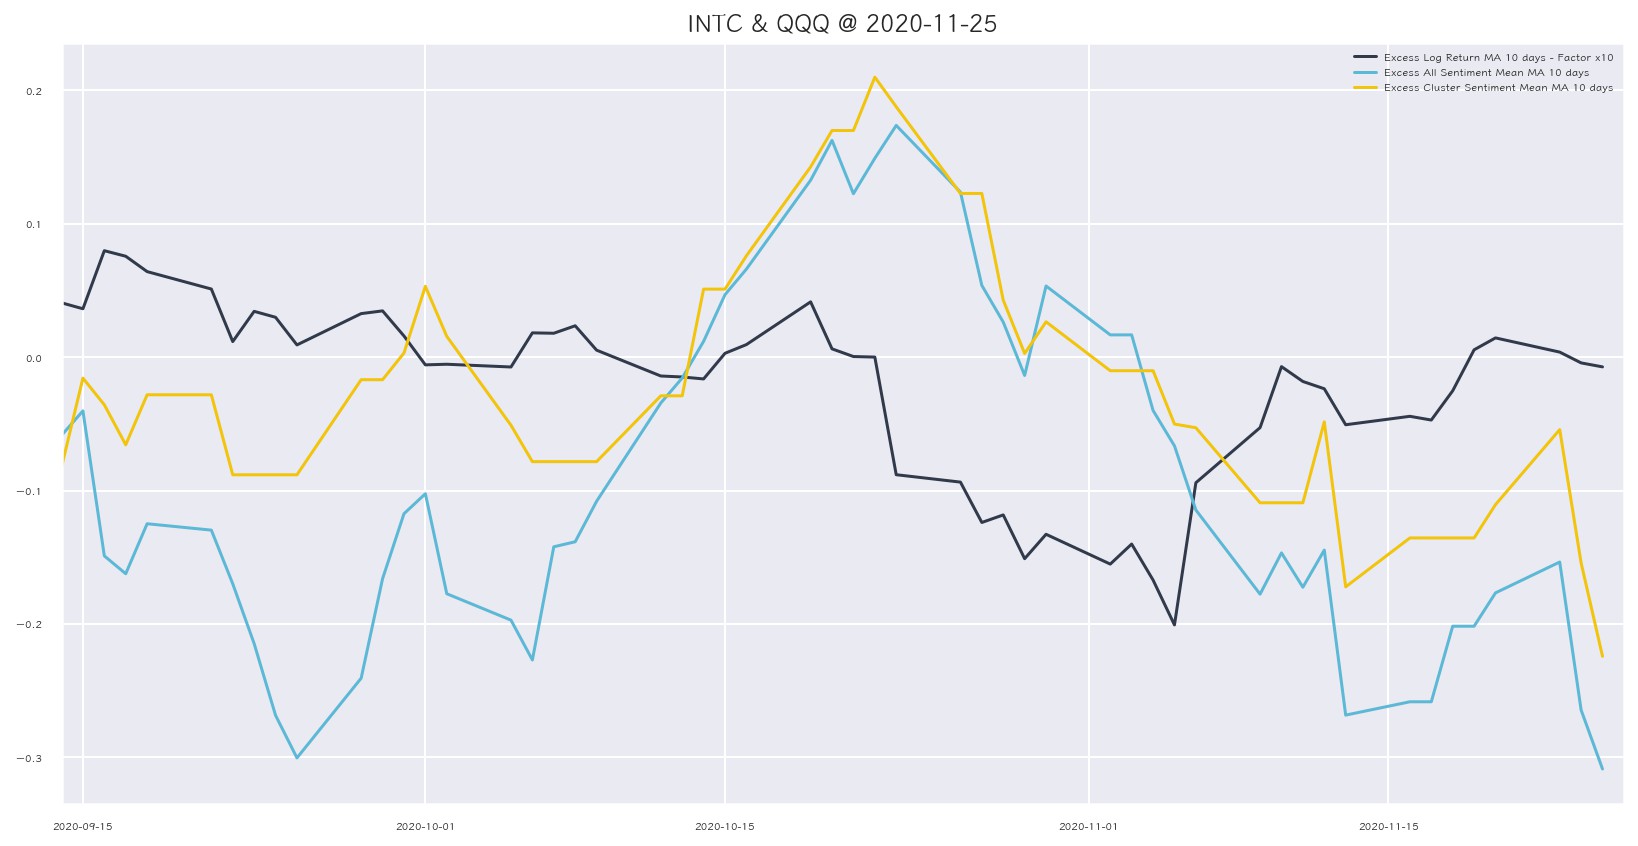 INTC & QQQ @ 2020-11-25
Excess Log Return MA 10 days - Factor x10
Excess All Sentiment Mean MA 10 days
Excess Cluster Sentiment Mean MA 10 days
0.2
0.1
0.0
−0.1
−0.2
−0.3
2020-09-15
2020-10-01
2020-10-15
2020-11-01
2020-11-15